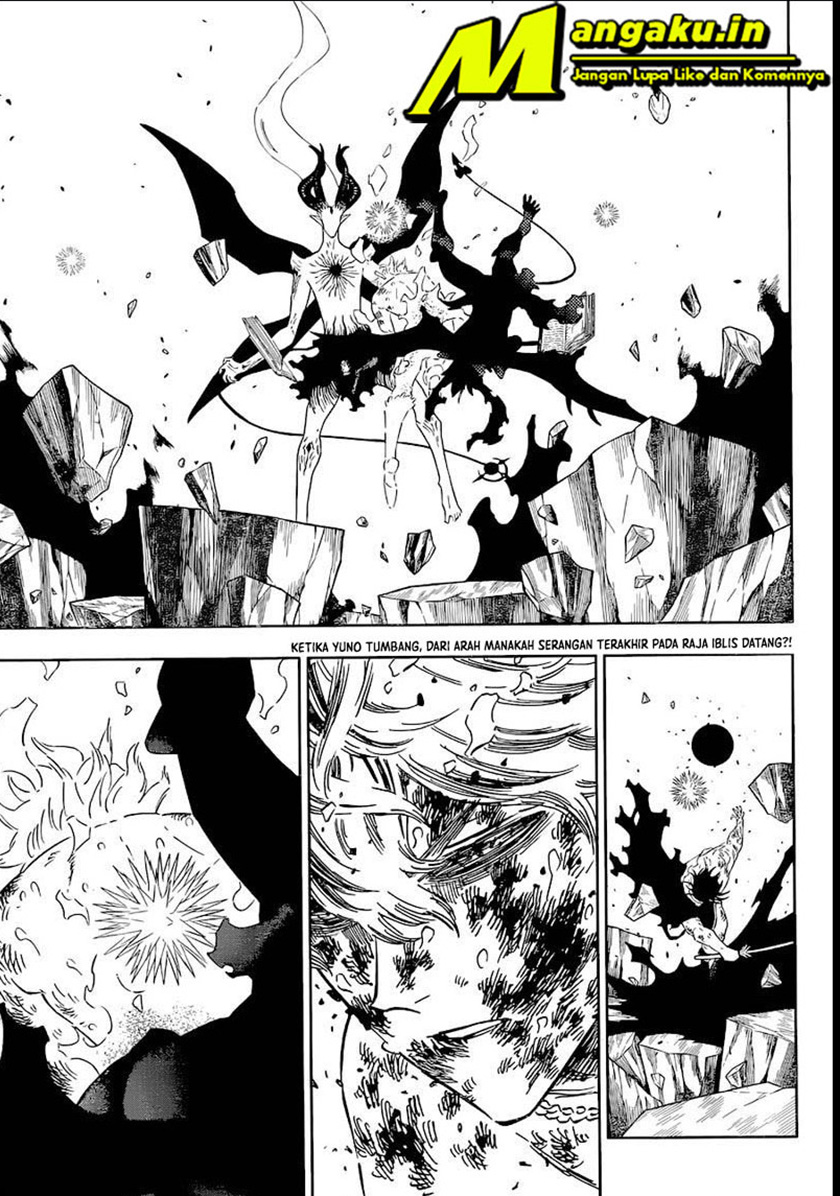 Mangaku.in
Jangan Lupa Like dan Komennya
KETIKA YUNO TUMBANG, DARI ARAH MANAKAH SERANGAN TERAKHIR PADA RAJA IBLIS DATANG?!